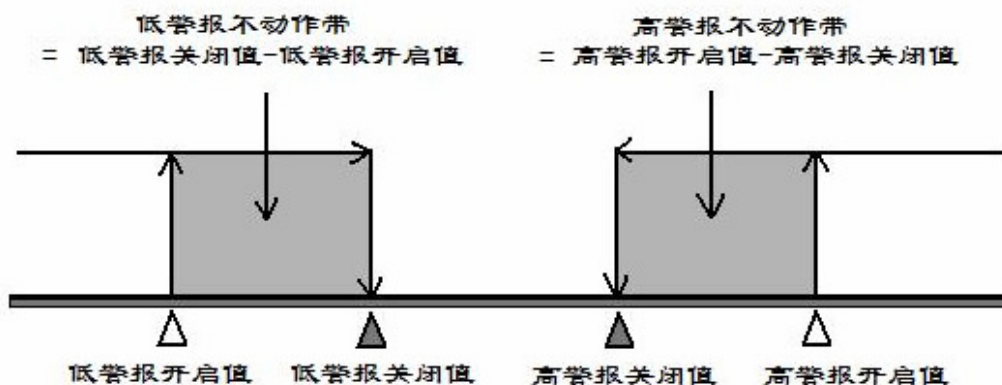 低警报不动作带
= 低警报关闭值-低警报开启值
高警报不动作带
= 高警报开启值-高警报关闭值
低警报开启值
低警报关闭值
高警报关闭值
高警报开启值